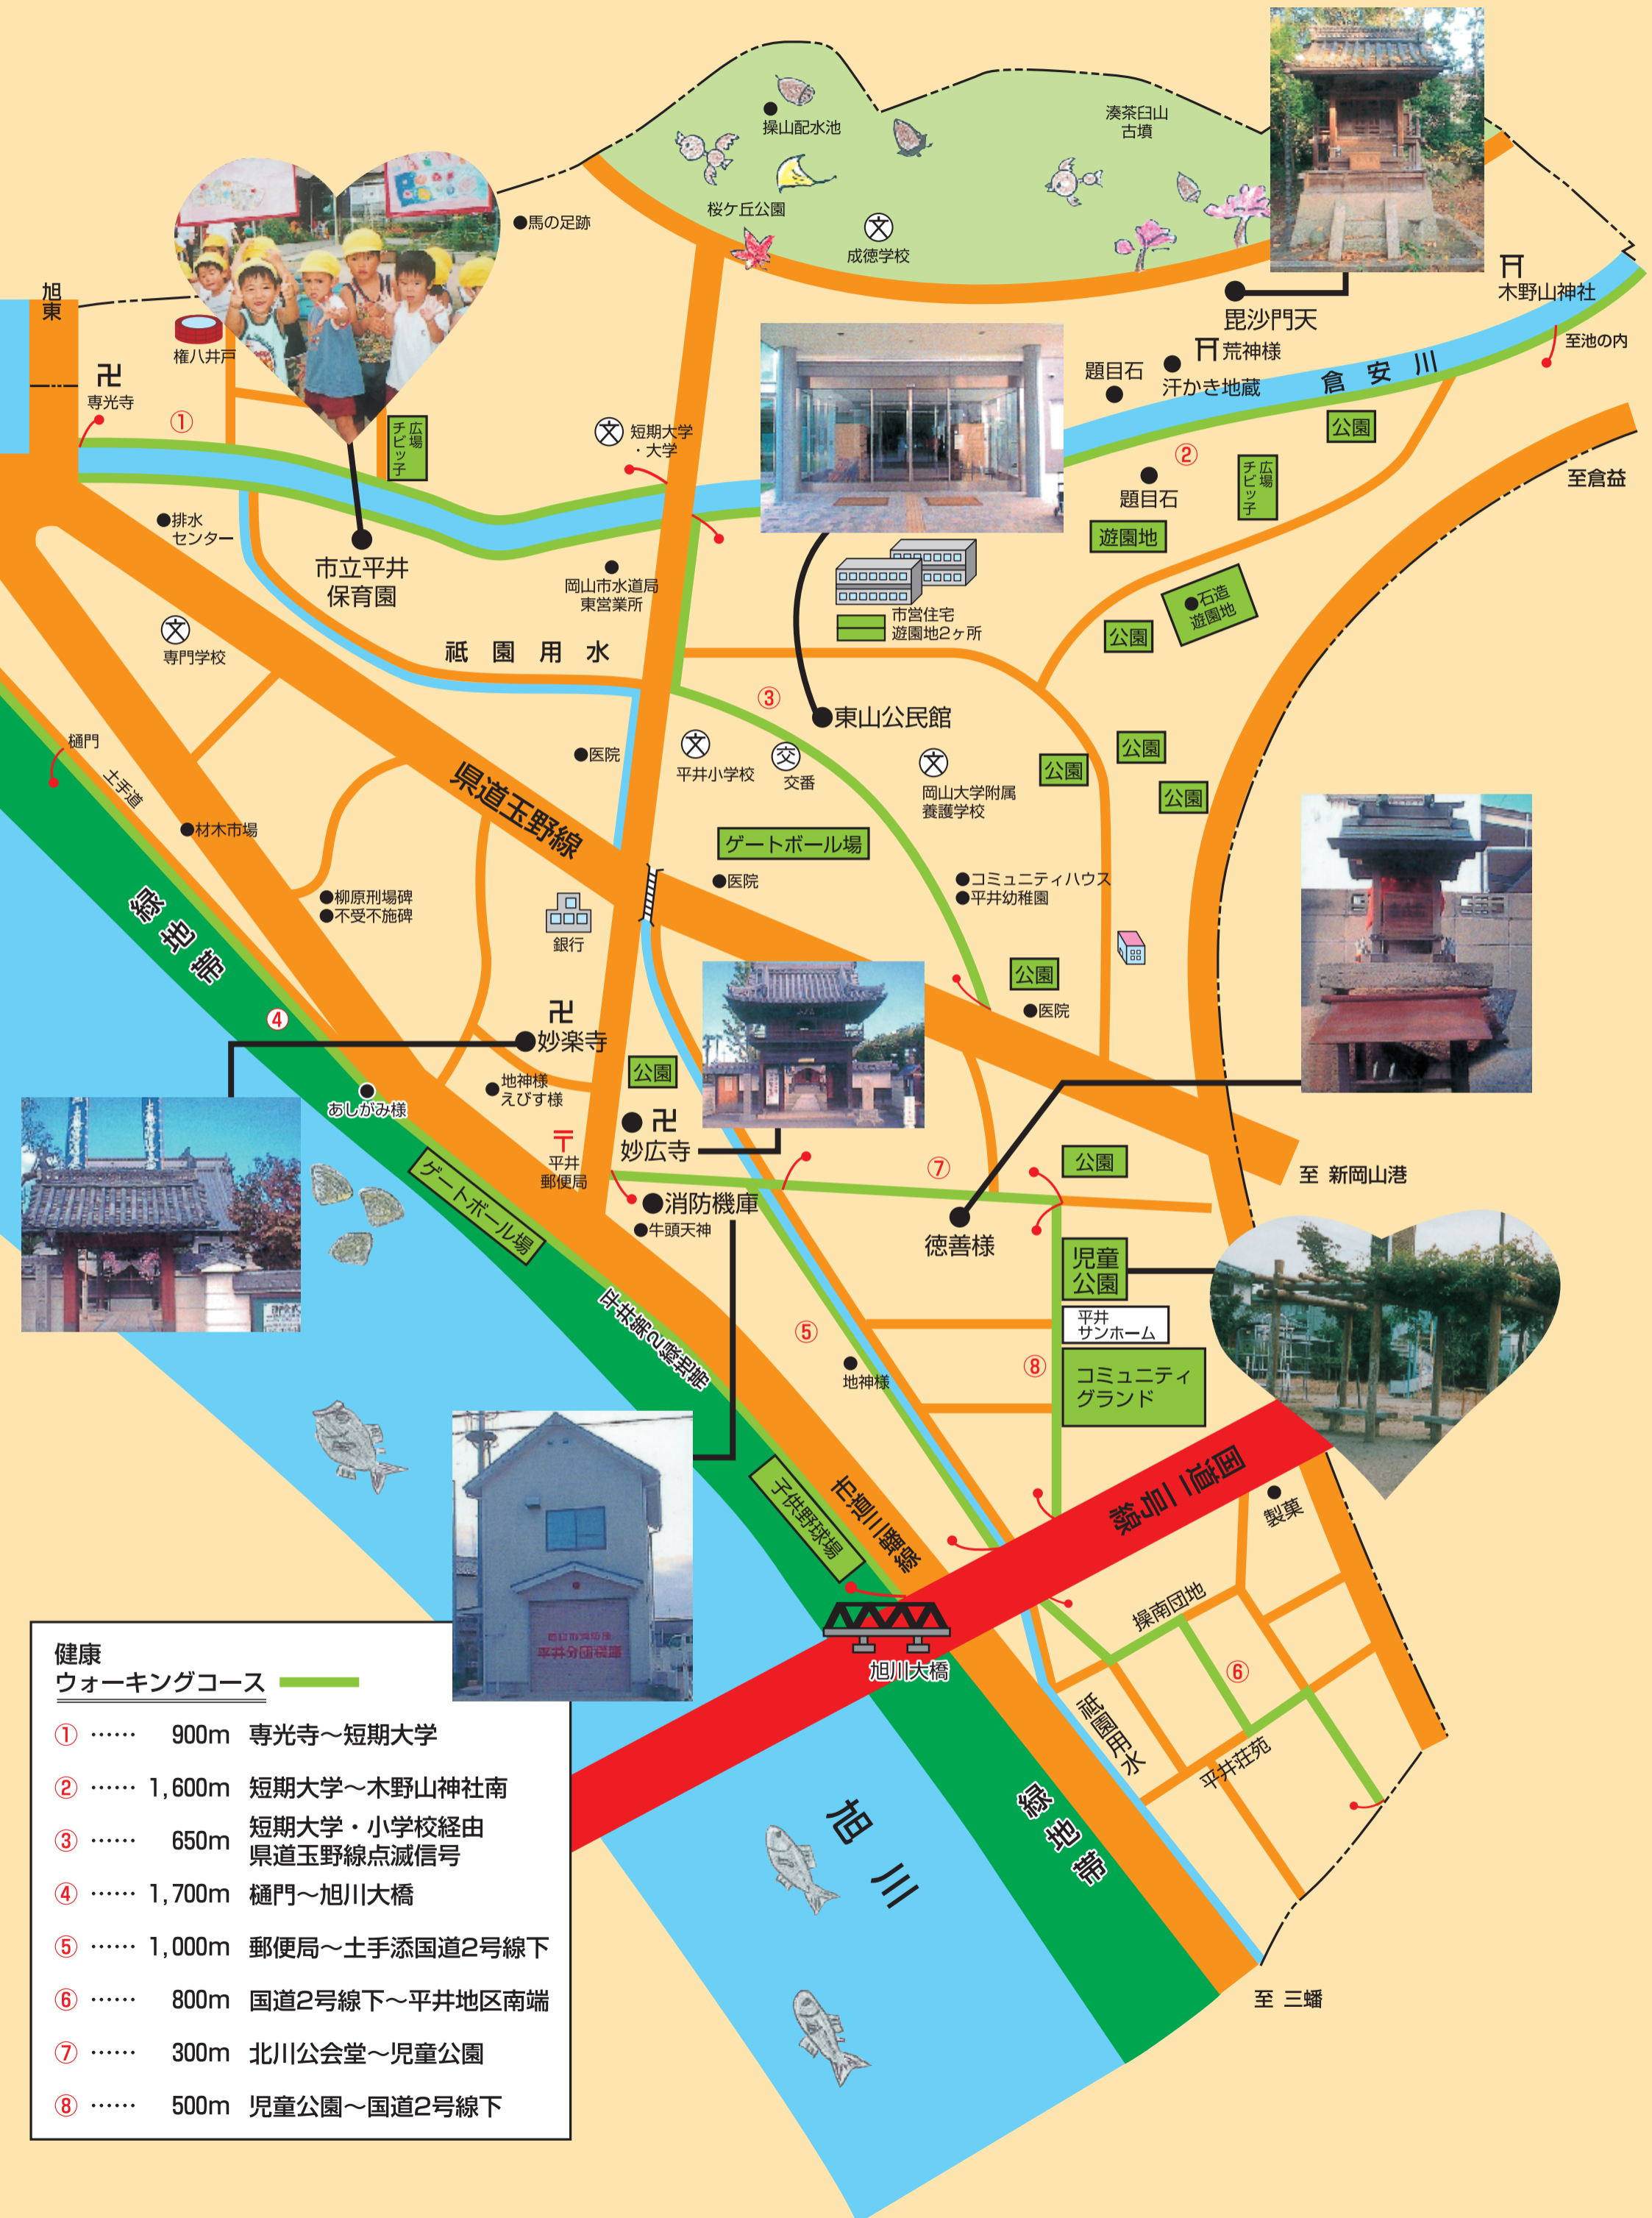 操山配水池
湊茶臼山
古墳
桜ケ丘公園
文
成徳学校
馬の足跡
旭東
権八井戸
卍
専光寺
①
チビッ子
広場
文
短期大学
・大学
毘沙門天
木野山神社
至池の内
荒神様
題目石
汗かき地蔵
倉安川
②
公園
題目石
チビッ子
広場
遊園地
至倉益
排水
センター
市立平井
保育園
岡山市水道局
東営業所
市営住宅
遊園地2ヶ所
石造
遊園地
公園
文
専門学校
祗園用水
③
東山公民館
樋門
土手道
医院
文
平井小学校
交
交番
文
岡山大学附属
養護学校
公園
公園
公園
県道玉野線
材木市場
ゲートボール場
医院
コミュニティハウス
平井幼稚園
柳原刑場碑
不受不施碑
銀行
緑地帯
公園
医院
④
卍
妙楽寺
公園
地神様
えびす様
あしがみ様
卍
妙広寺
〒
平井
郵便局
ゲートボール場
消防機庫
牛頭天神
⑦
公園
至 新岡山港
徳善様
児童
公園
平井
サンホーム
コミュニティ
グランド
平井第2緑地帯
⑤
地神様
⑧
国道二号線
市道三蟠線
子供野球場
製菓
旭川大橋
操南団地
⑥
祗園用水
平井荘苑
緑地帯
旭川
至 三蟠
健康
ウォーキングコース
① …… 900m 専光寺～短期大学
② …… 1,600m 短期大学～木野山神社南
③ …… 650m 短期大学・小学校経由
県道玉野線点滅信号
④ …… 1,700m 樋門～旭川大橋
⑤ …… 1,000m 郵便局～土手添国道2号線下
⑥ …… 800m 国道2号線下～平井地区南端
⑦ …… 300m 北川公会堂～児童公園
⑧ …… 500m 児童公園～国道2号線下